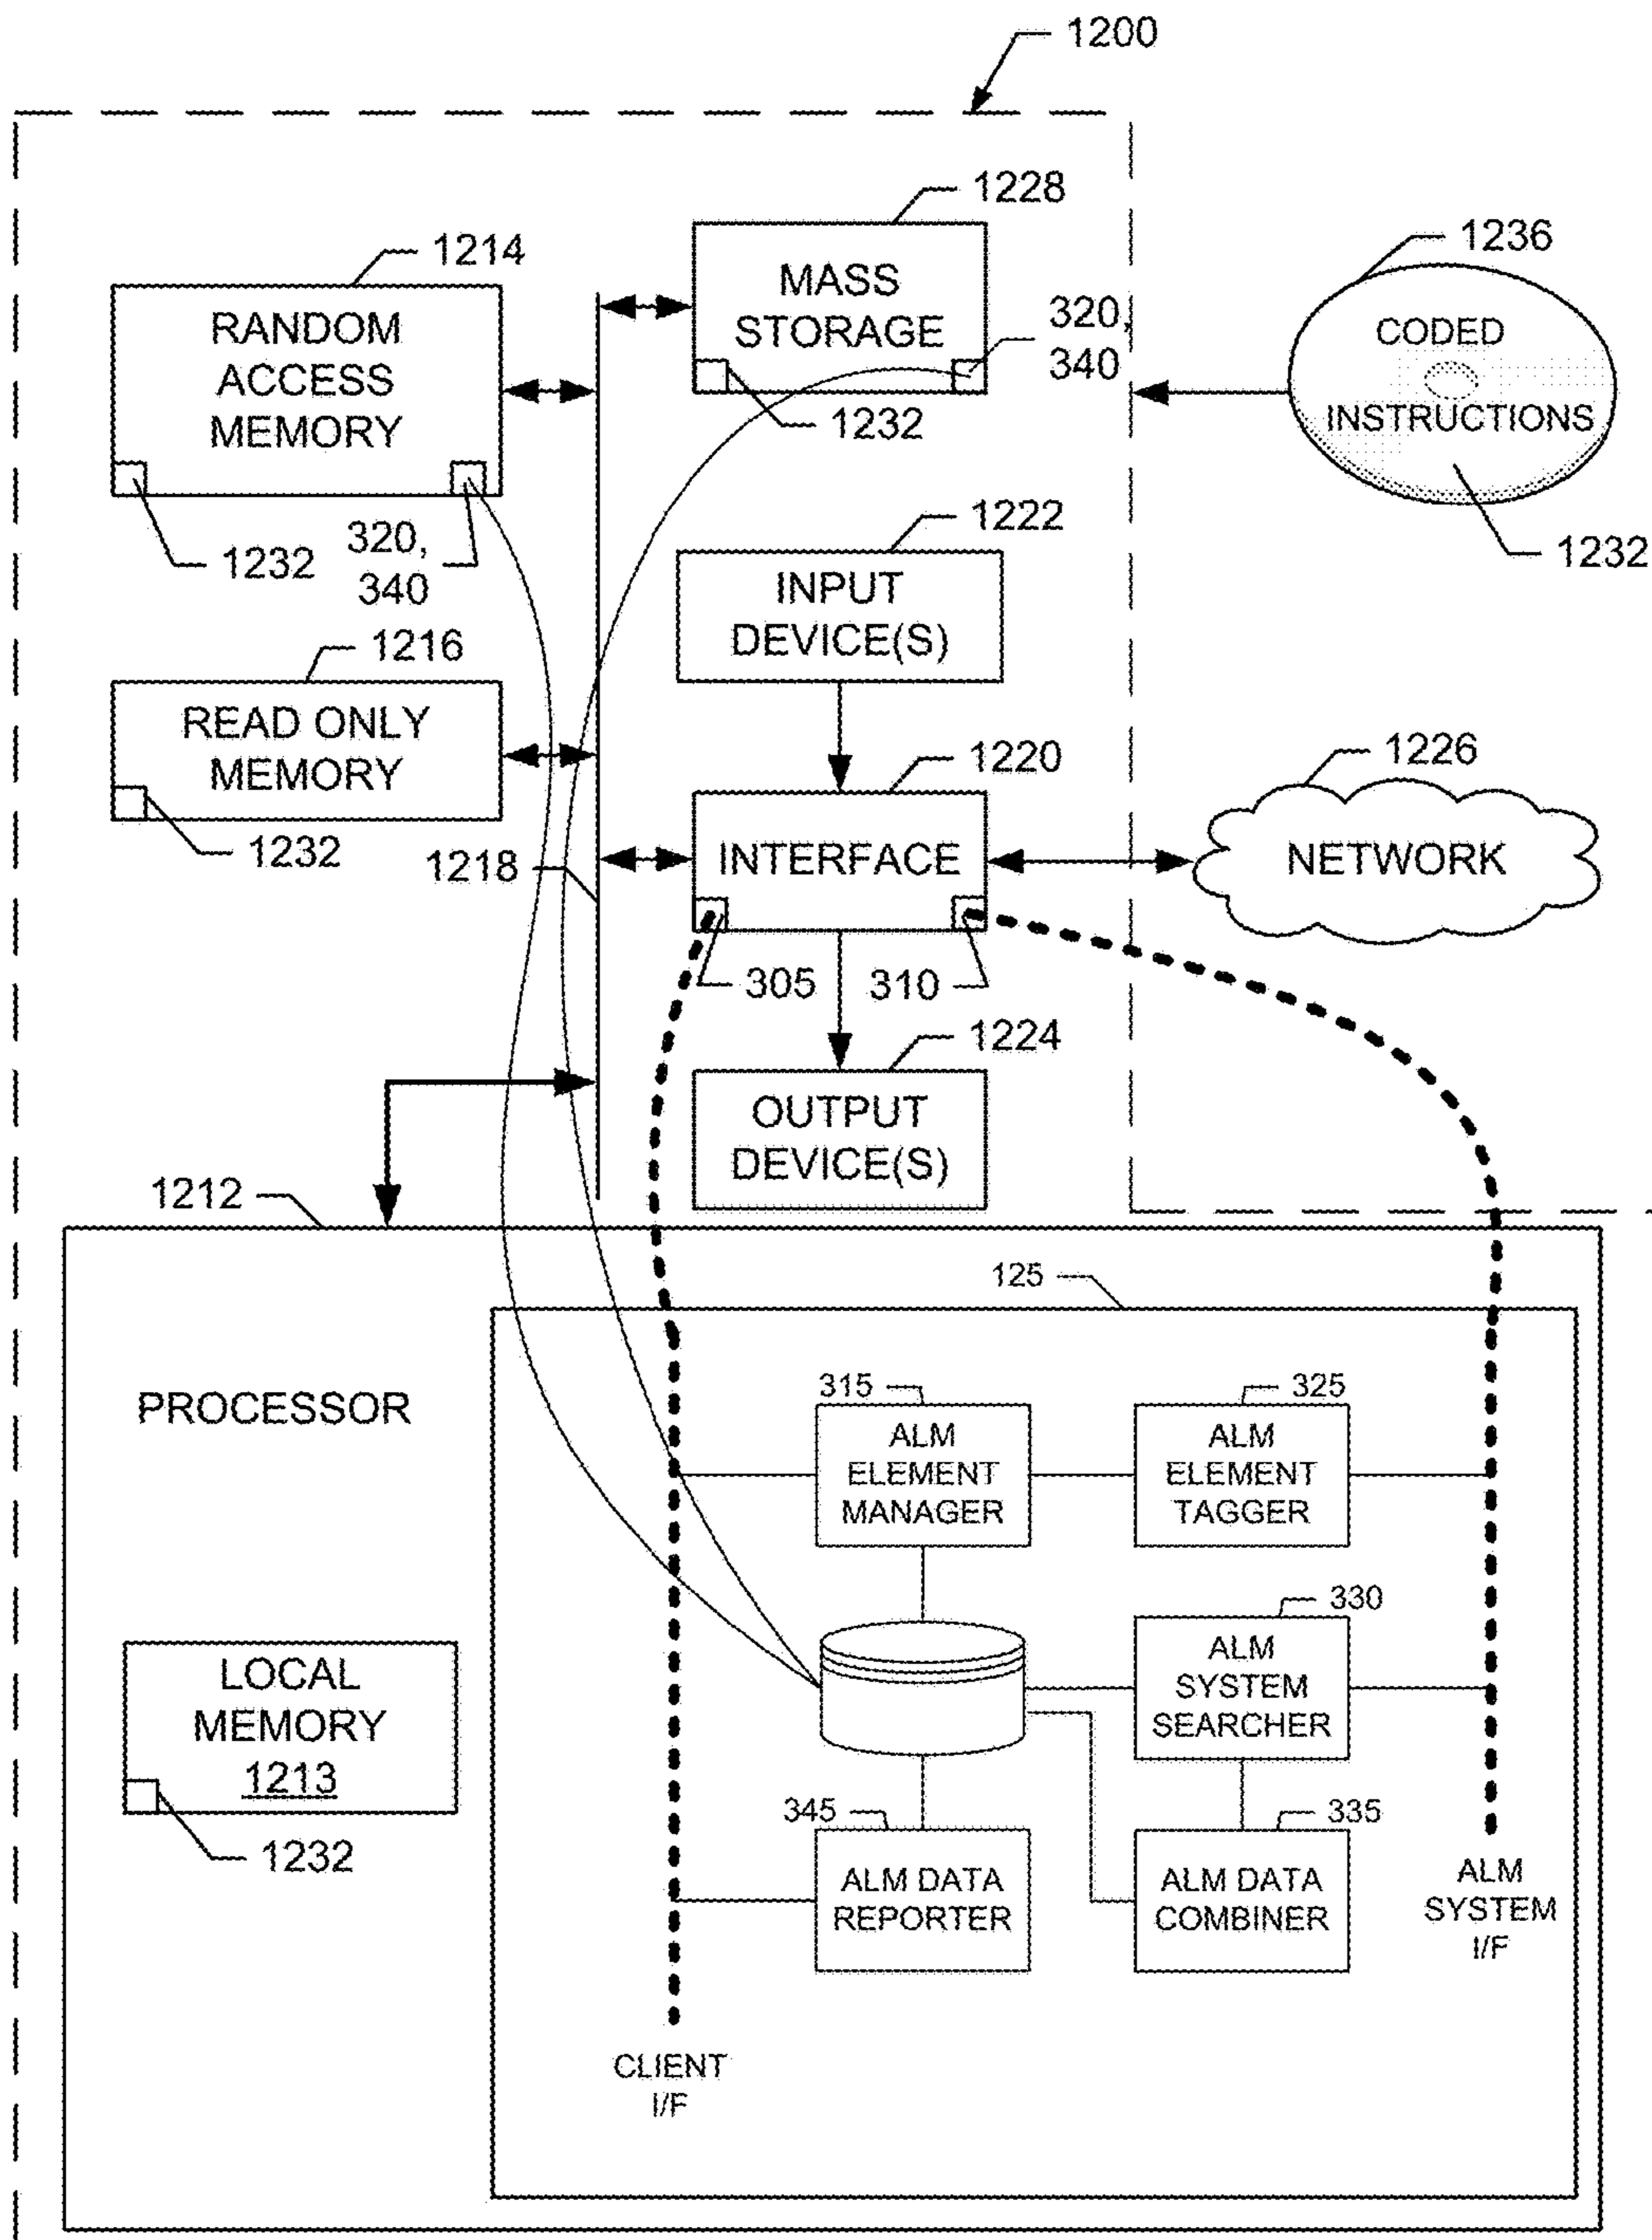 1200
1228
MASS
STORAGE
320,
340
1232
1214
RANDOM
ACCESS
MEMORY
1232
320,
340
1236
CODED
INSTRUCTIONS
1232
1222
INPUT
DEVICE(S)
1216
READ ONLY
MEMORY
1232
1218
1220
INTERFACE
305
310
1226
NETWORK
1224
OUTPUT
DEVICE(S)
1212
PROCESSOR
LOCAL
MEMORY
1213
1232
125
315
ALM
ELEMENT
MANAGER
325
ALM
ELEMENT
TAGGER
330
ALM
SYSTEM
SEARCHER
345
ALM DATA
REPORTER
335
ALM DATA
COMBINER
ALM
SYSTEM
I/F
CLIENT
I/F